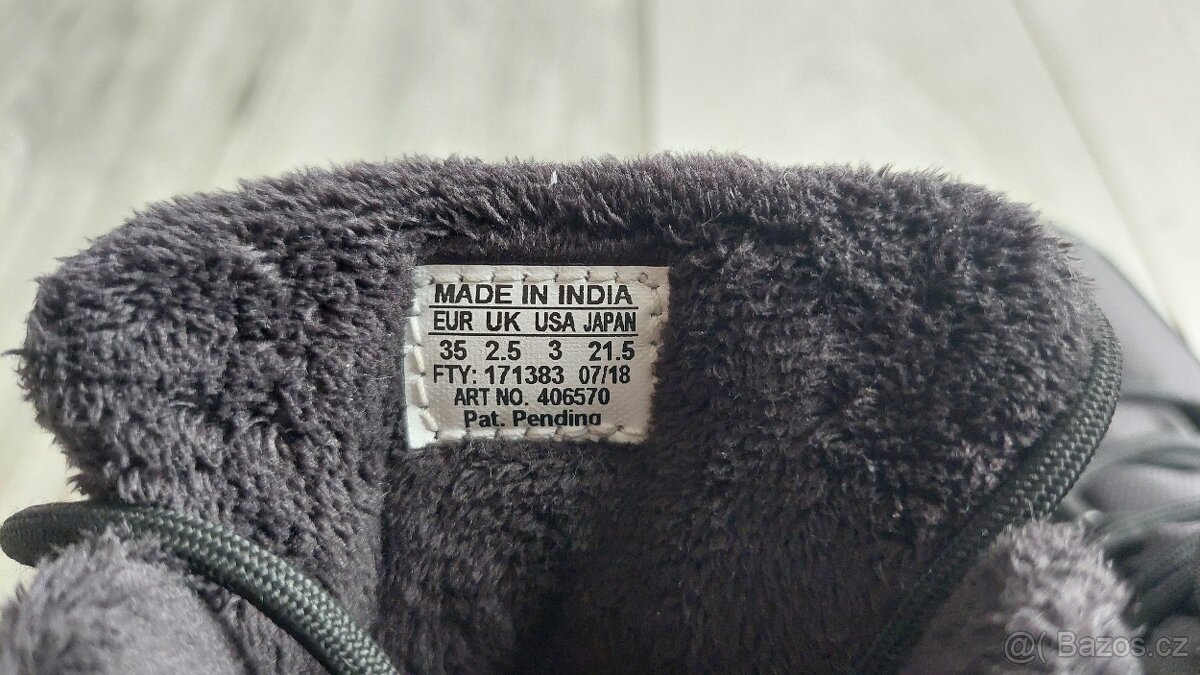 MADE IN INDIA
EUR UK USA JAPAN
35 2.5 3 21.5
FTY: 171383 07/18
ART NO. 406570
Pat. Pending
@( Bazos.cz